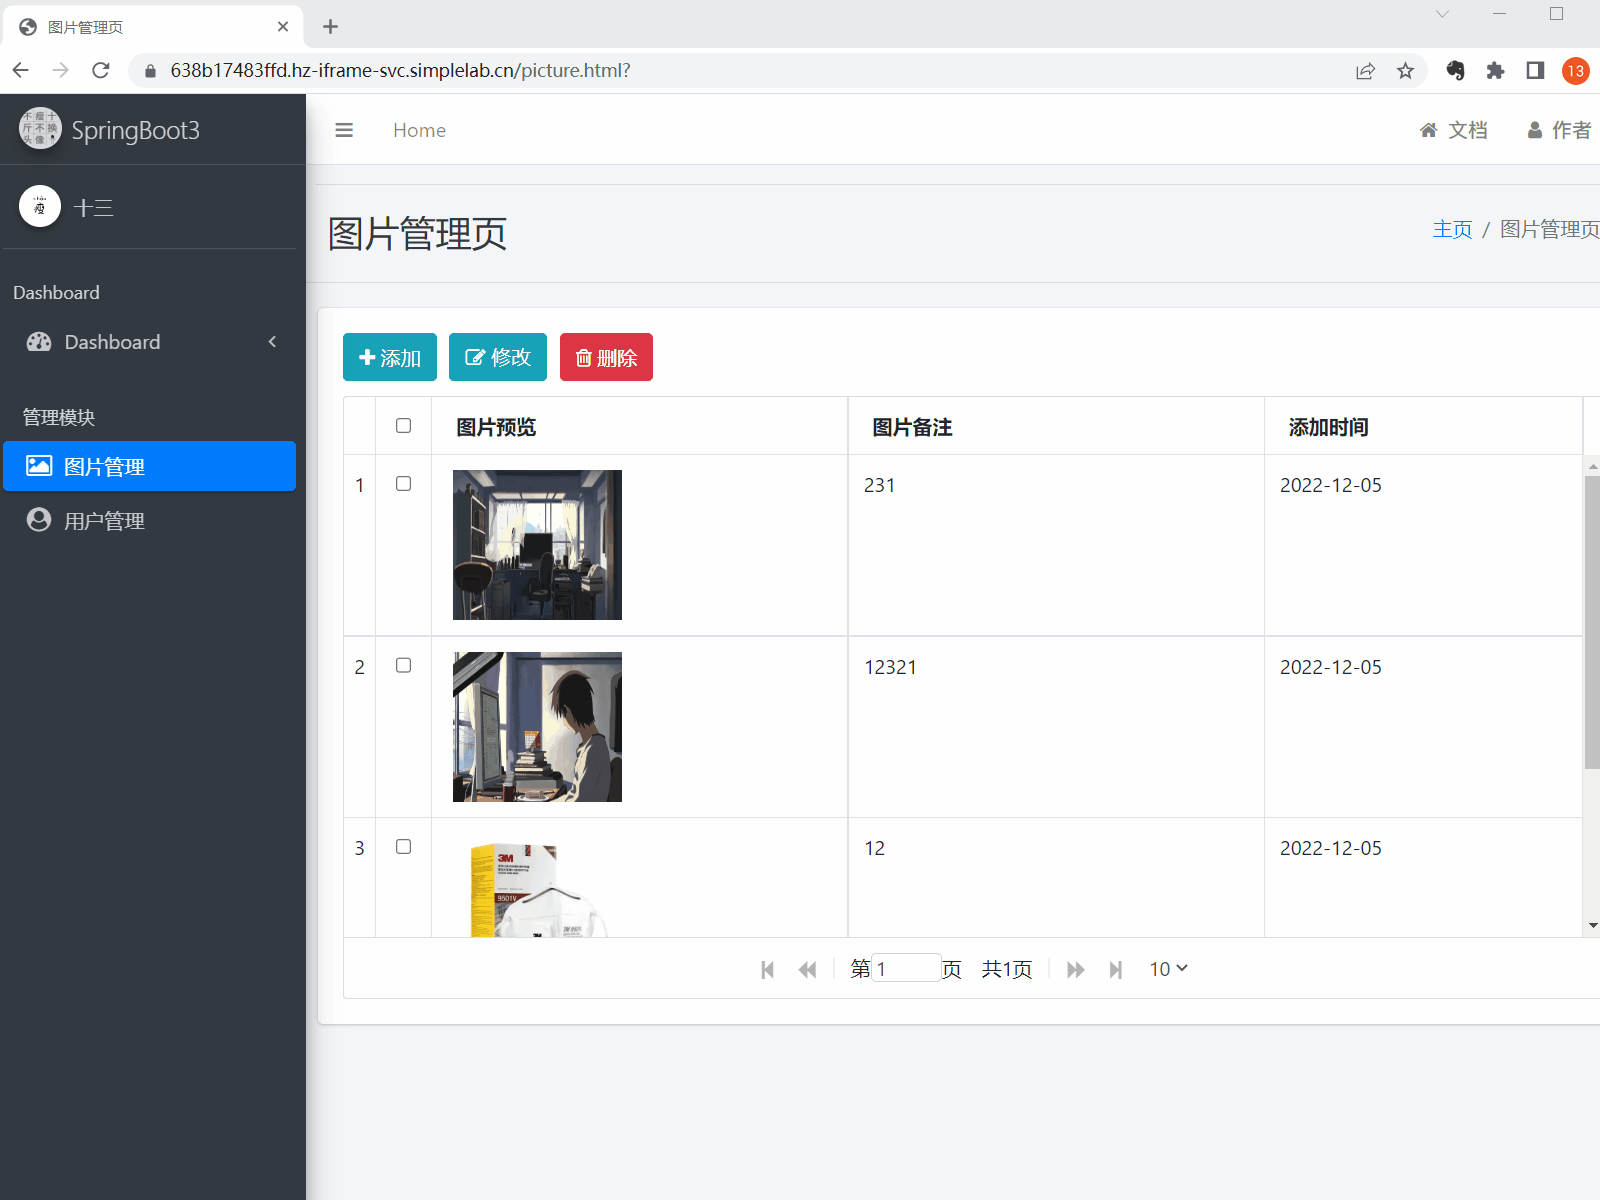 图片管理页
638b17483ffd.hz-iframe-svc.simplelab.cn/picture.html?
13
SpringBoot3
Home
文档
作者
十三
图片管理页
主页 / 图片管理页
Dashboard
Dashboard
管理模块
图片管理
用户管理
添加
修改
删除
图片预览 图片备注 添加时间
1 231 2022-12-05
2 12321 2022-12-05
3 12 2022-12-05
3M
9501V
第 1 页 共1页 10